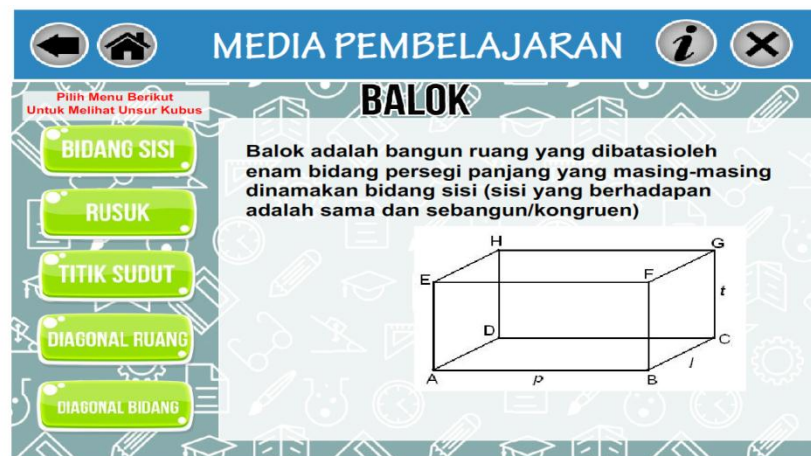 MEDIA PEMBELAJARAN
i
Pilih Menu Berikut
Untuk Melihat Unsur Kubus
BALOK
BIDANG SISI
RUSUK
TITIK SUDUT
DIAGONAL RUANG
DIAGONAL BIDANG
Balok adalah bangun ruang yang dibatasioleh
enam bidang persegi panjang yang masing-masing
dinamakan bidang sisi (sisi yang berhadapan
adalah sama dan sebangun/kongruen)
H G
E F
t
D C
l
A p B